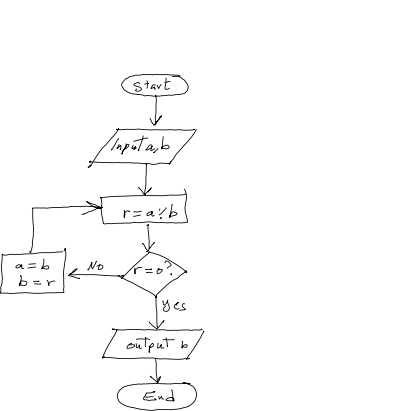 Start
Input a,b
r = a % b
r = 0?
No
a = b
b = r
yes
output b
End